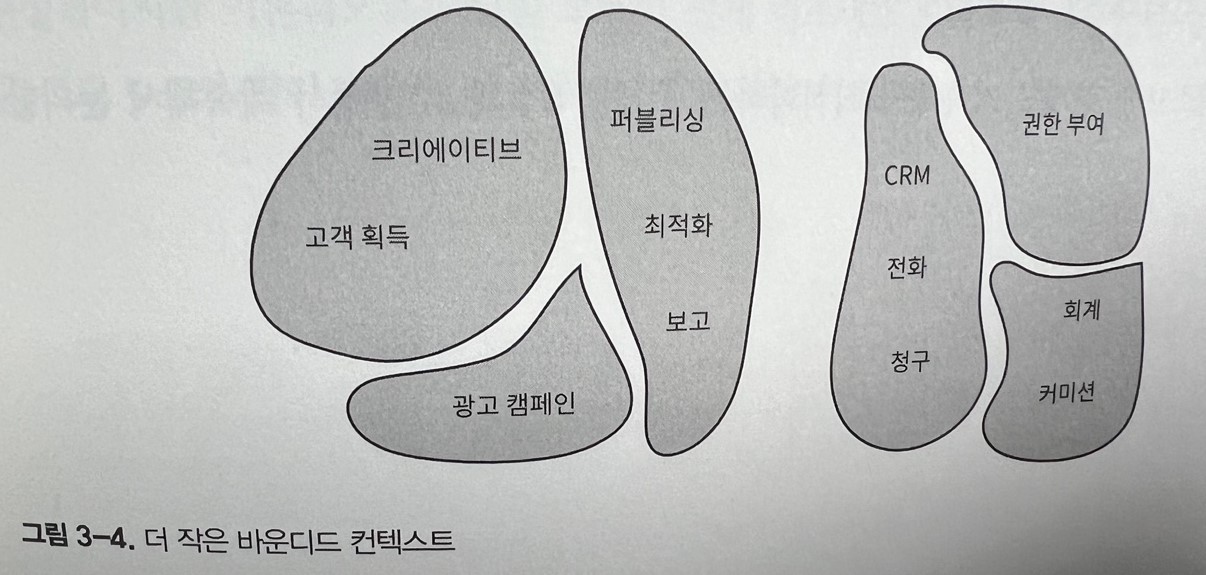 크리에이티브
고객 획득
광고 캠페인
퍼블리싱
최적화
보고
CRM
전화
청구
권한 부여
회계
커미션
그림 3-4. 더 작은 바운디드 컨텍스트